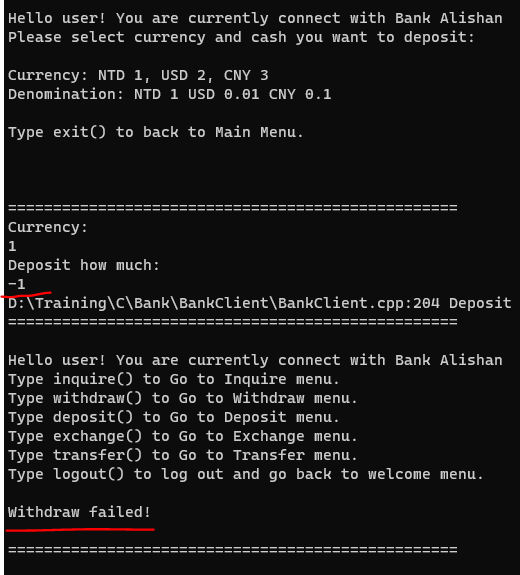 Hello user! You are currently connect with Bank Alishan
Please select currency and cash you want to deposit:
Currency: NTD 1, USD 2, CNY 3
Denomination: NTD 1 USD 0.01 CNY 0.1
Type exit() to back to Main Menu.
==================================================
Currency:
1
Deposit how much:
-1
D:\Training\C\Bank\BankClient\BankClient.cpp:204 Deposit
==================================================
Hello user! You are currently connect with Bank Alishan
Type inquire() to Go to Inquire menu.
Type withdraw() to Go to Withdraw menu.
Type deposit() to Go to Deposit menu.
Type exchange() to Go to Exchange menu.
Type transfer() to Go to Transfer menu.
Type logout() to log out and go back to welcome menu.
Withdraw failed!
==================================================